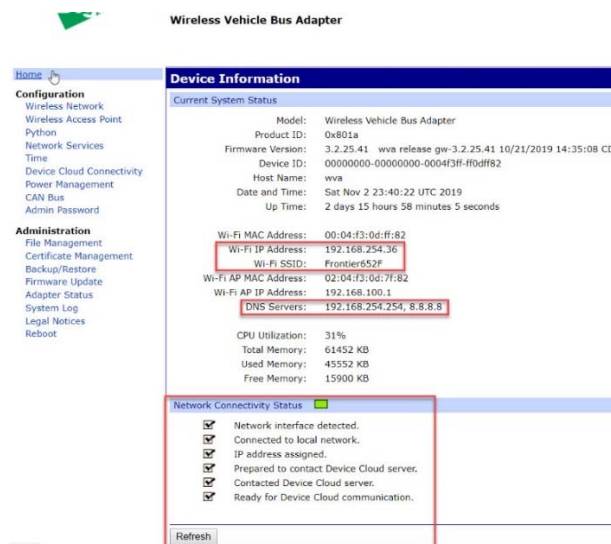 Wireless Vehicle Bus Adapter
Home
Configuration
Wireless Network
Wireless Access Point
Python
Network Services
Time
Device Cloud Connectivity
Power Management
CAN Bus
Admin Password
Administration
File Management
Certificate Management
Backup/Restore
Firmware Update
Adapter Status
System Log
Legal Notices
Reboot
Device Information
Current System Status
Model: Wireless Vehicle Bus Adapter
Product ID: 0x801a
Firmware Version: 3.2.25.41 wva release gw-3.2.25.41 10/21/2019 14:35:08 CD
Device ID: 00000000-00000000-0004f3ff-ff0dff82
Host Name: wva
Date and Time: Sat Nov 2 23:40:22 UTC 2019
Up Time: 2 days 15 hours 58 minutes 5 seconds
Wi-Fi MAC Address: 00:04:f3:0d:ff:82
Wi-Fi IP Address: 192.168.254.36
Wi-Fi SSID: Frontier652F
Wi-Fi AP MAC Address: 02:04:f3:0d:7f:82
Wi-Fi AP IP Address: 192.168.100.1
DNS Servers: 192.168.254.254, 8.8.8.8
CPU Utilization: 31%
Total Memory: 61452 KB
Used Memory: 45552 KB
Free Memory: 15900 KB
Network Connectivity Status
Network interface detected.
Connected to local network.
IP address assigned.
Prepared to contact Device Cloud server.
Contacted Device Cloud server.
Ready for Device Cloud communication.
Refresh